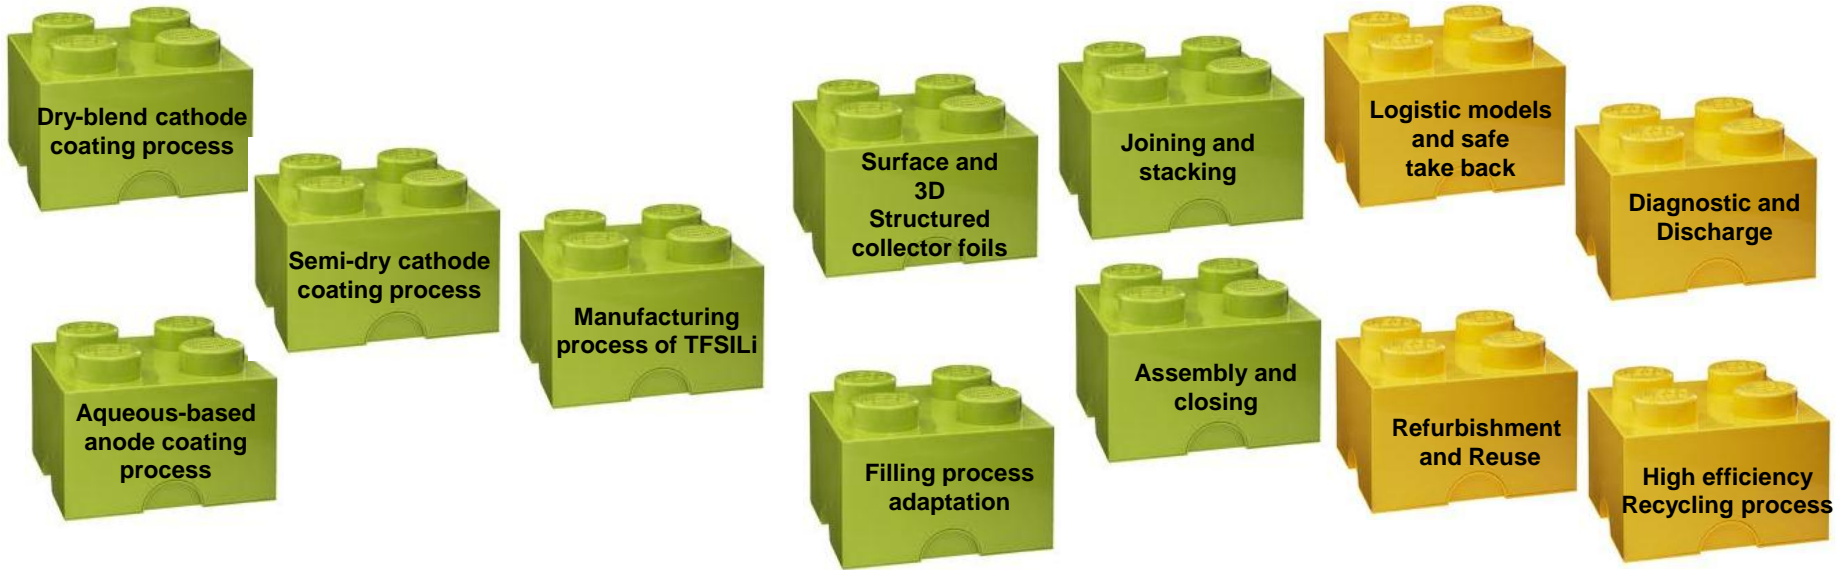 Dry-blend cathode
coating process
Semi-dry cathode
coating process
Aqueous-based
anode coating
process
Manufacturing
process of TFSILi
Surface and
3D
Structured
collector foils
Filling process
adaptation
Joining and
stacking
Assembly and
closing
Logistic models
and safe
take back
Diagnostic and
Discharge
Refurbishment
and Reuse
High efficiency
Recycling process